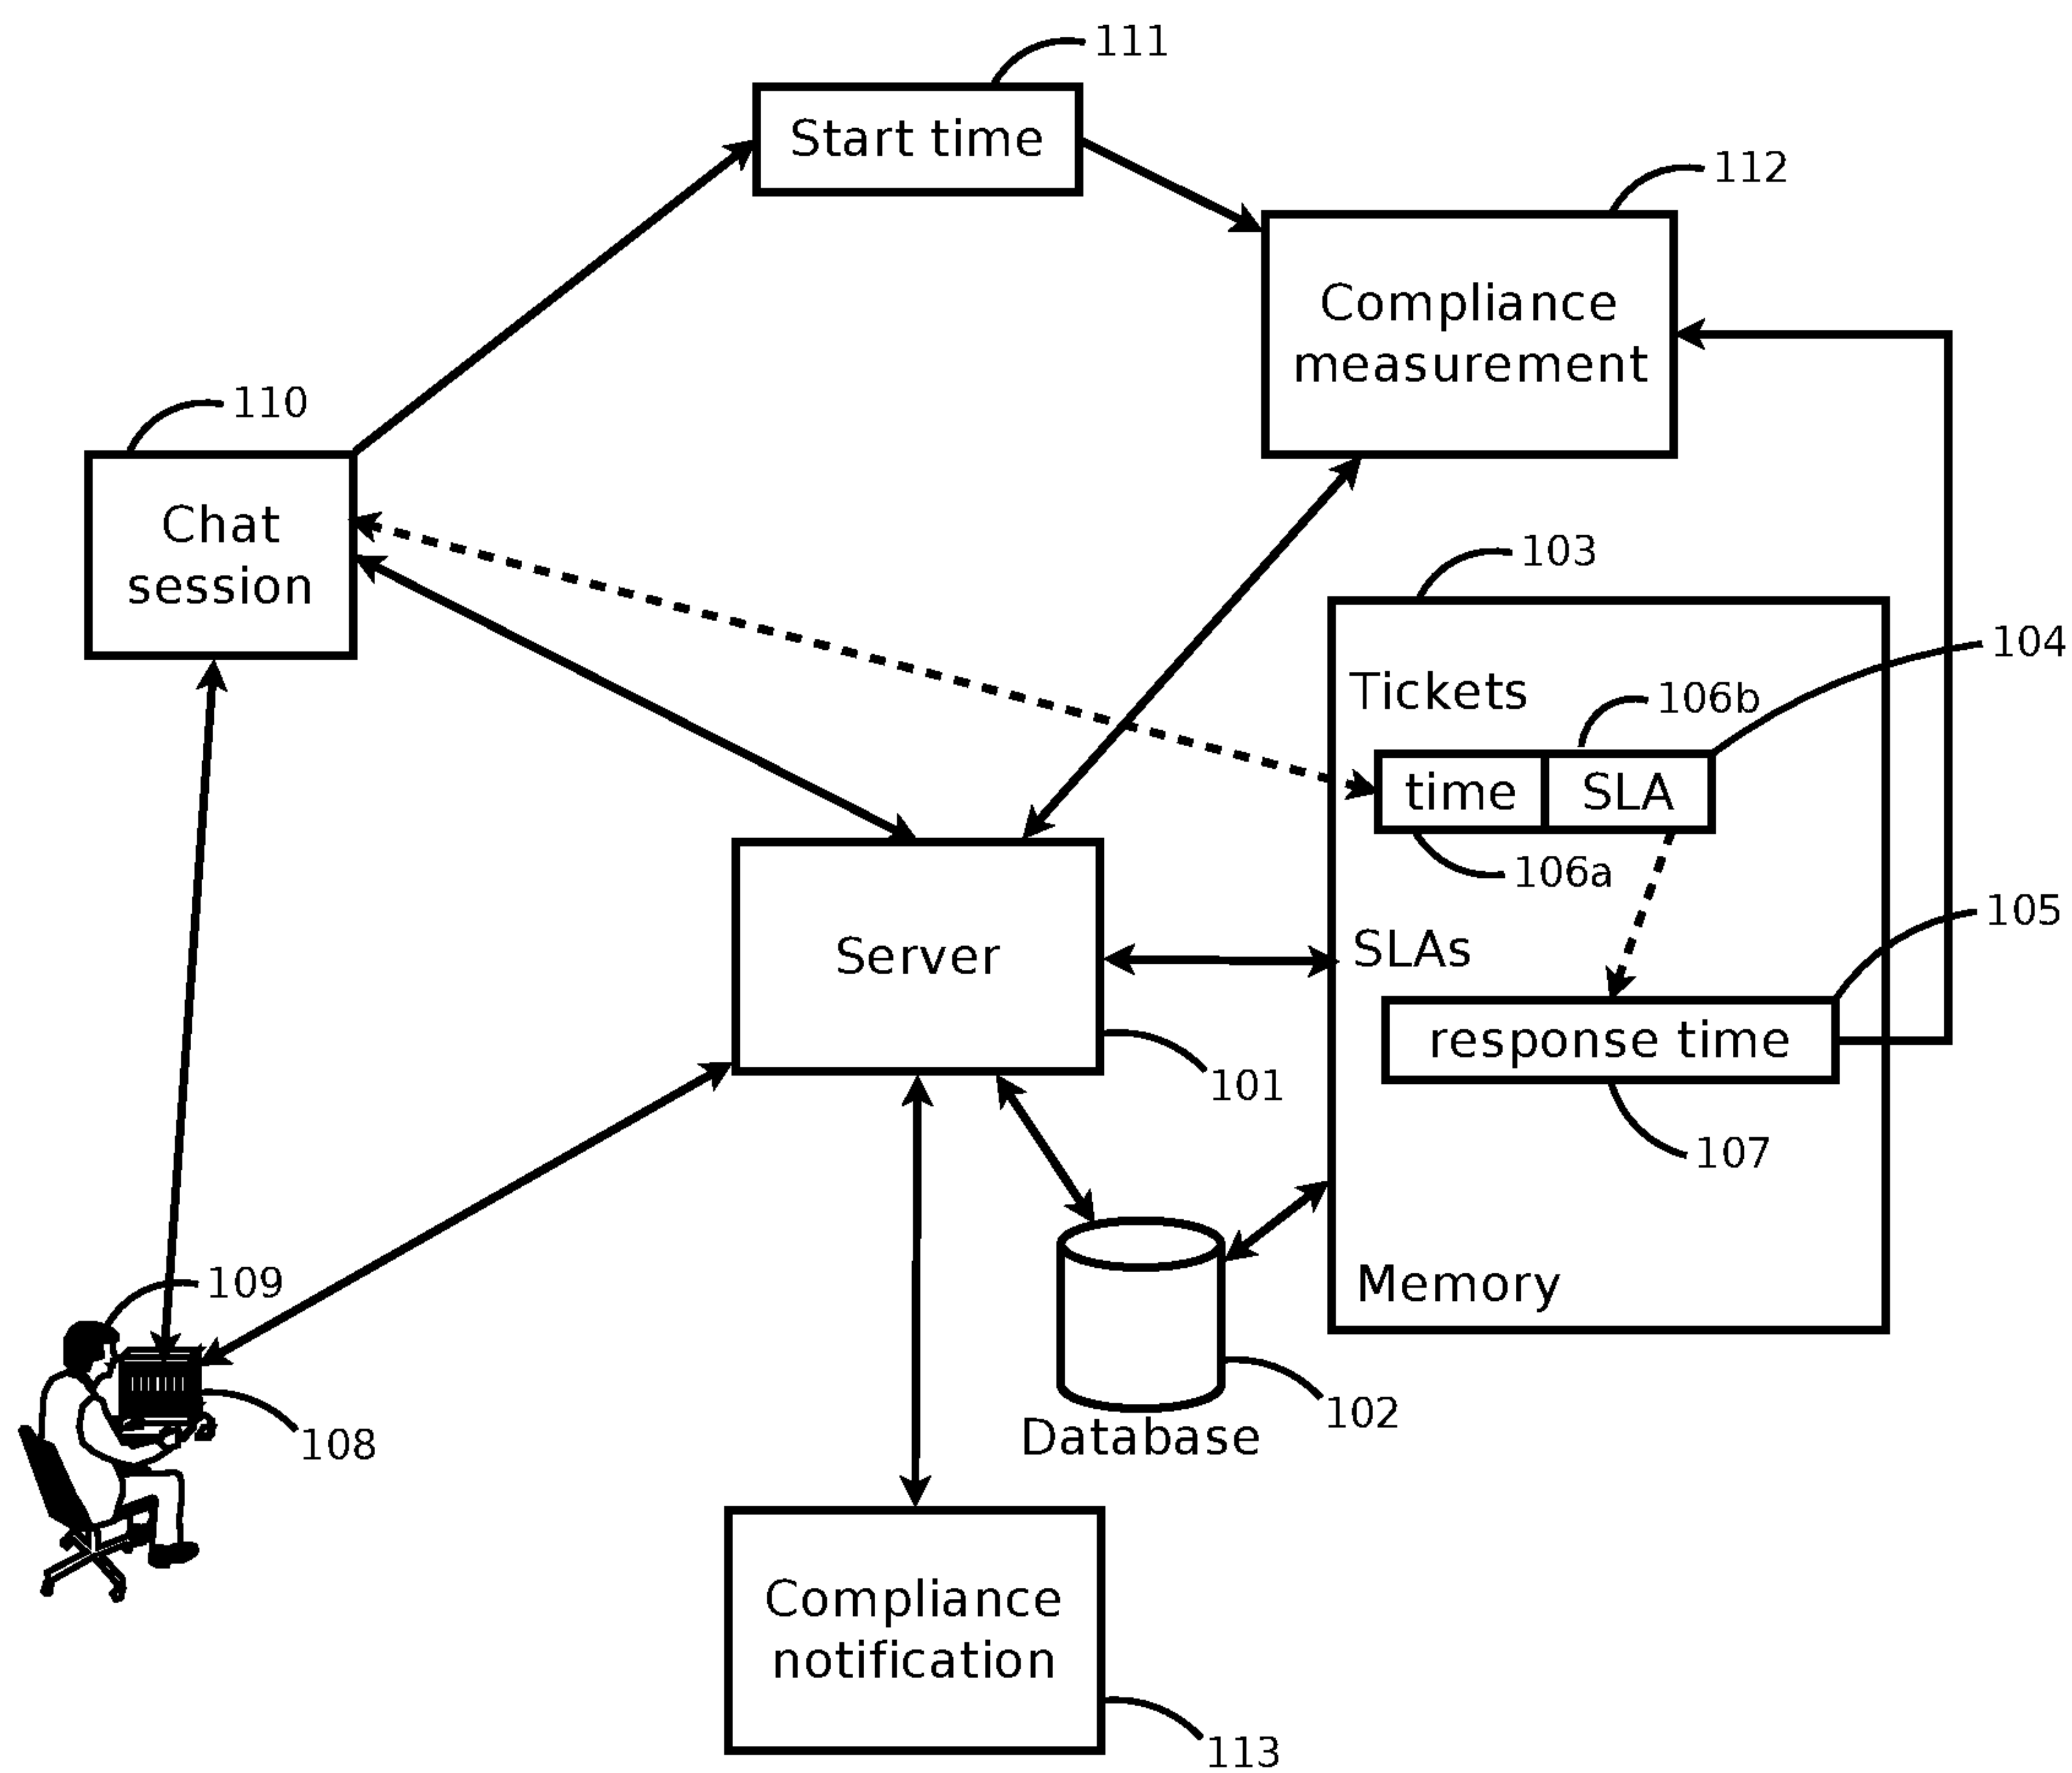 111
Start time
112
Compliance
measurement
110
Chat
session
103
104
Tickets
106b
time SLA
106a
105
SLAs
Server
response time
101
107
109
Memory
102
108
Database
Compliance
notification
113